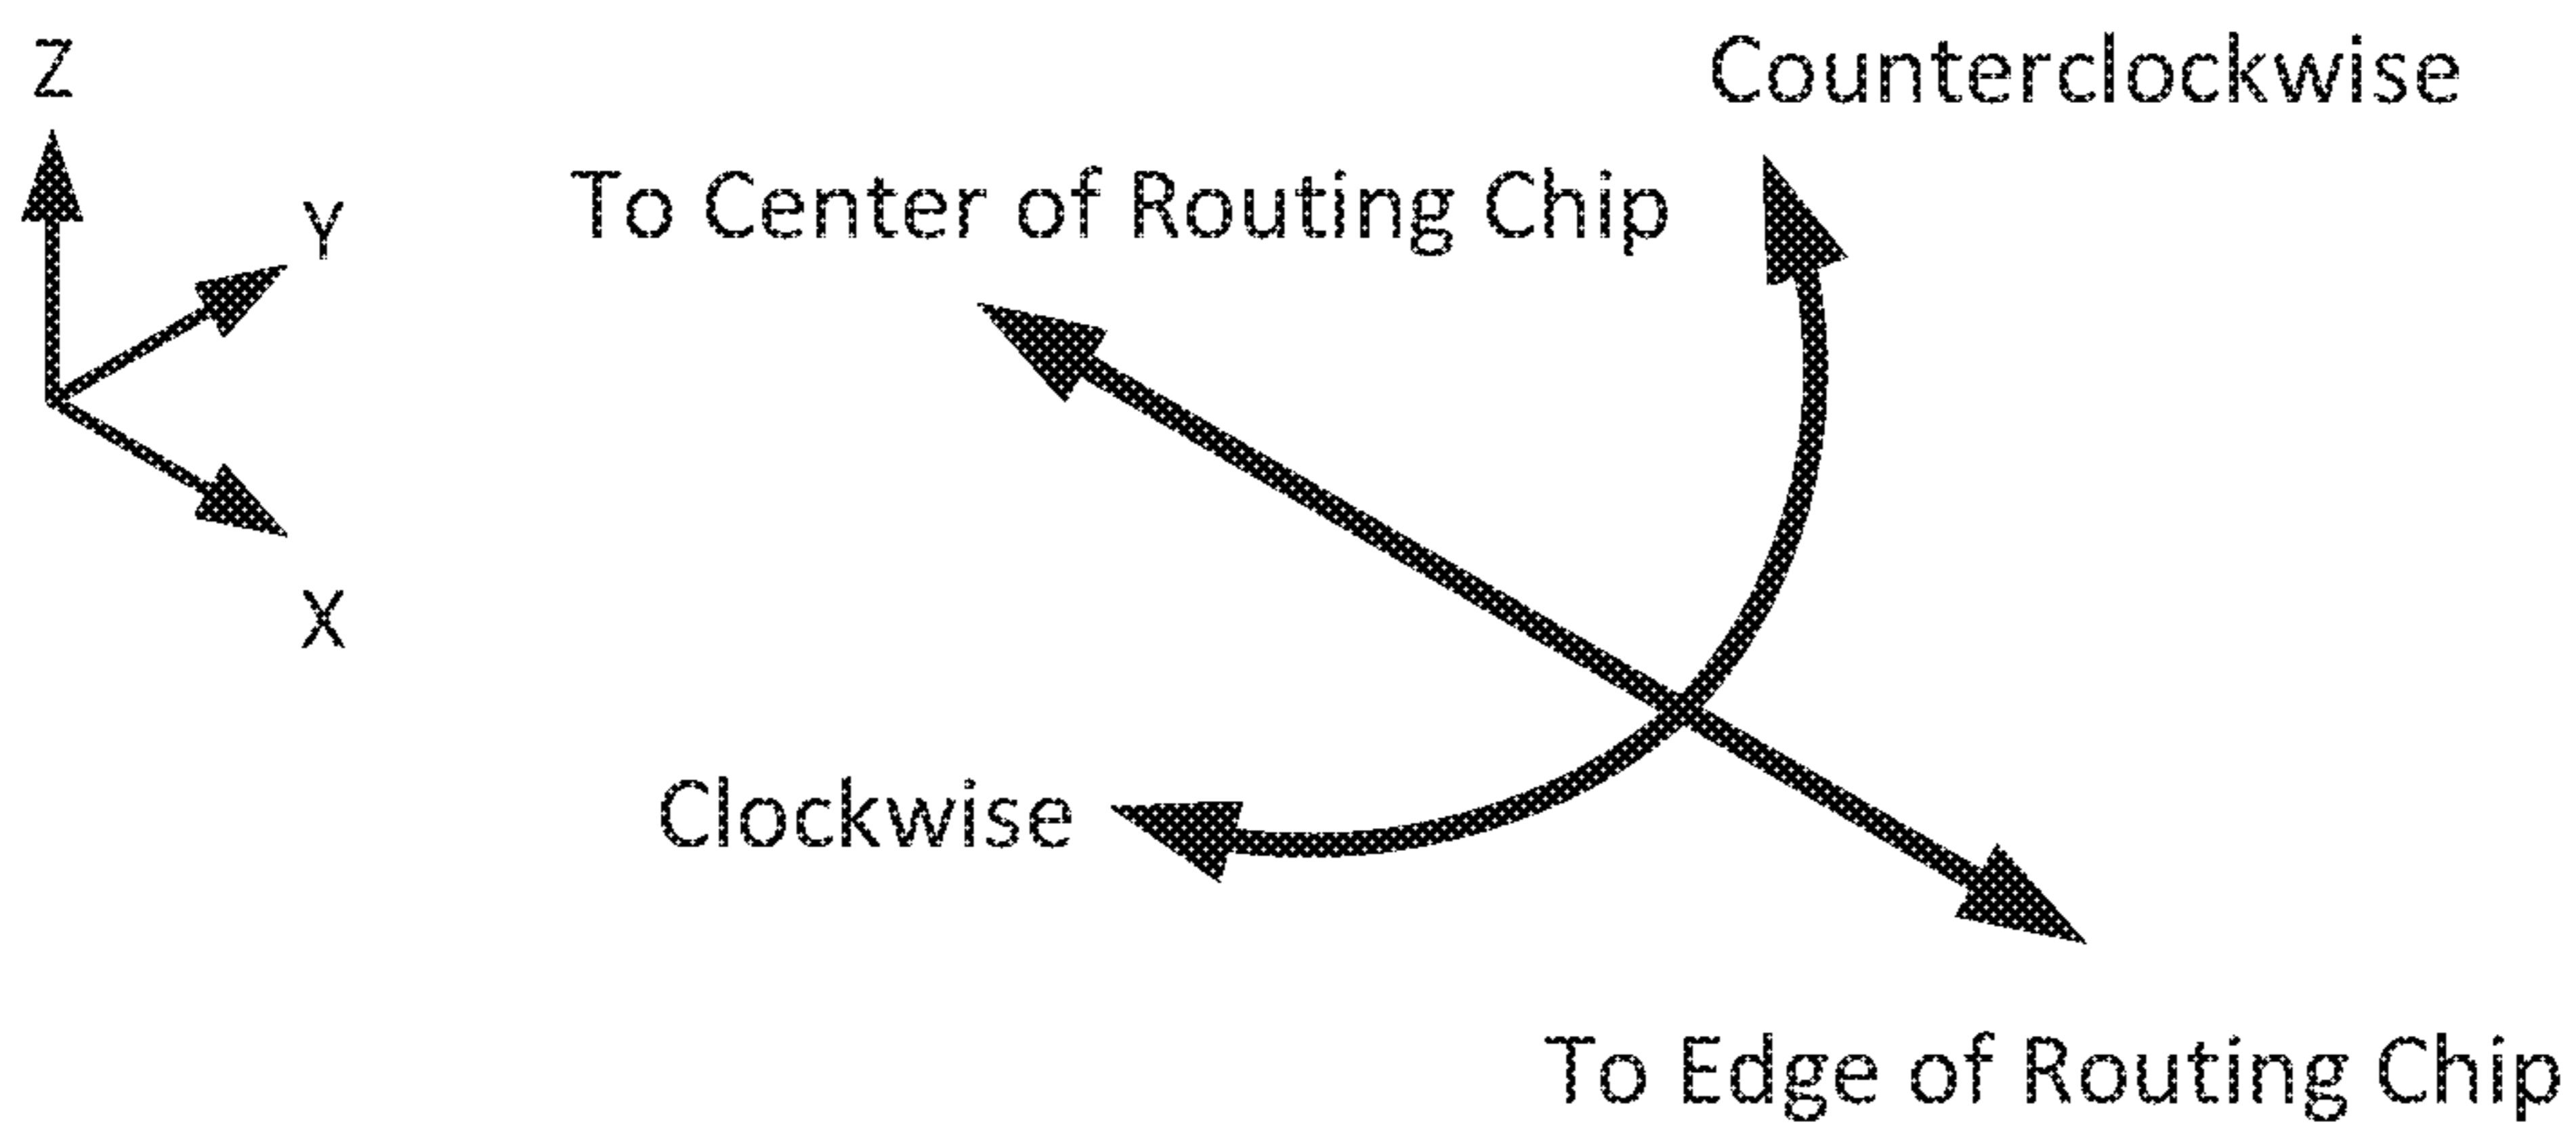 Z
Counterclockwise
To Center of Routing Chip
Y
X
Clockwise
To Edge of Routing Chip